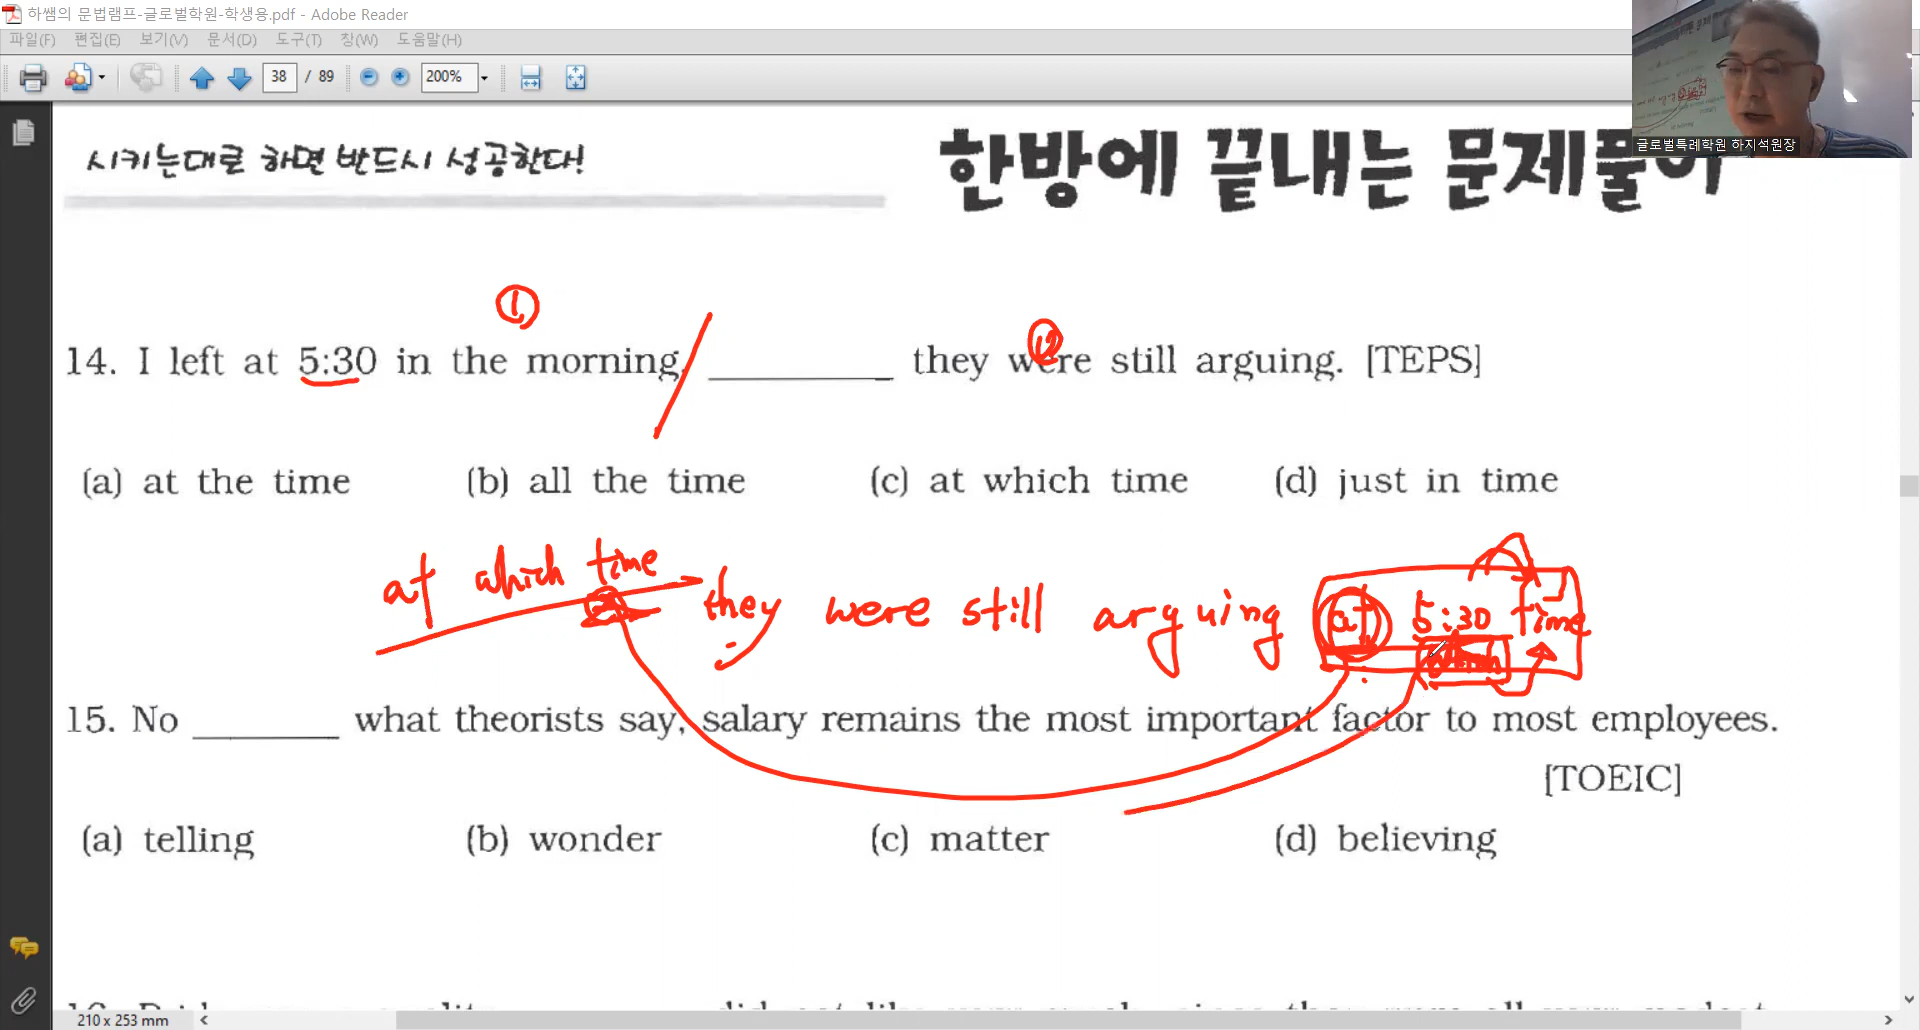 하쌤의 문법램프-글로벌학원-학생용.pdf - Adobe Reader
파일(F) 편집(E) 보기(V) 문서(D) 도구(T) 창(W) 도움말(H)
38 / 89 200%
글로벌특례학원 하지석원장
시키는대로 하면 반드시 성공한다!
한방에 끝내는 문제풀이
①
14. I left at 5:30 in the morning, ________ they were still arguing. [TEPS]
(a) at the time (b) all the time (c) at which time (d) just in time
at which time they were still arguing at 5:30 time
15. No ________ what theorists say, salary remains the most important factor to most employees.
[TOEIC]
(a) telling (b) wonder (c) matter (d) believing
210 x 253 mm